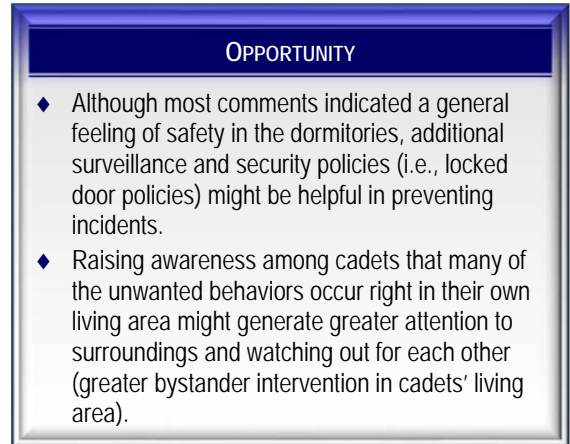 OPPORTUNITY
♦ Although most comments indicated a general
feeling of safety in the dormitories, additional
surveillance and security policies (i.e., locked
door policies) might be helpful in preventing
incidents.
♦ Raising awareness among cadets that many of
the unwanted behaviors occur right in their own
living area might generate greater attention to
surroundings and watching out for each other
(greater bystander intervention in cadets' living
area).